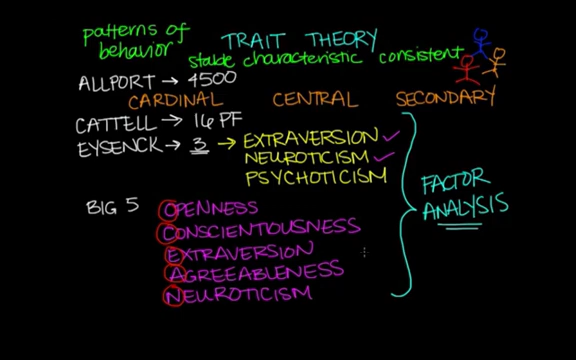 patterns of behavior
TRAIT THEORY
stable characteristic consistent
ALLPORT → 4500
CARDINAL CENTRAL SECONDARY
CATTELL → 16 PF
EYSENCK → 3 → EXTRAVERSION ✓
NEUROTICISM ✓
PSYCHOTICISM
FACTOR
ANALYSIS
BIG 5
OPENNESS
CONSCIENTIOUSNESS
EXTRAVERSION
AGREEABLENESS
NEUROTICISM